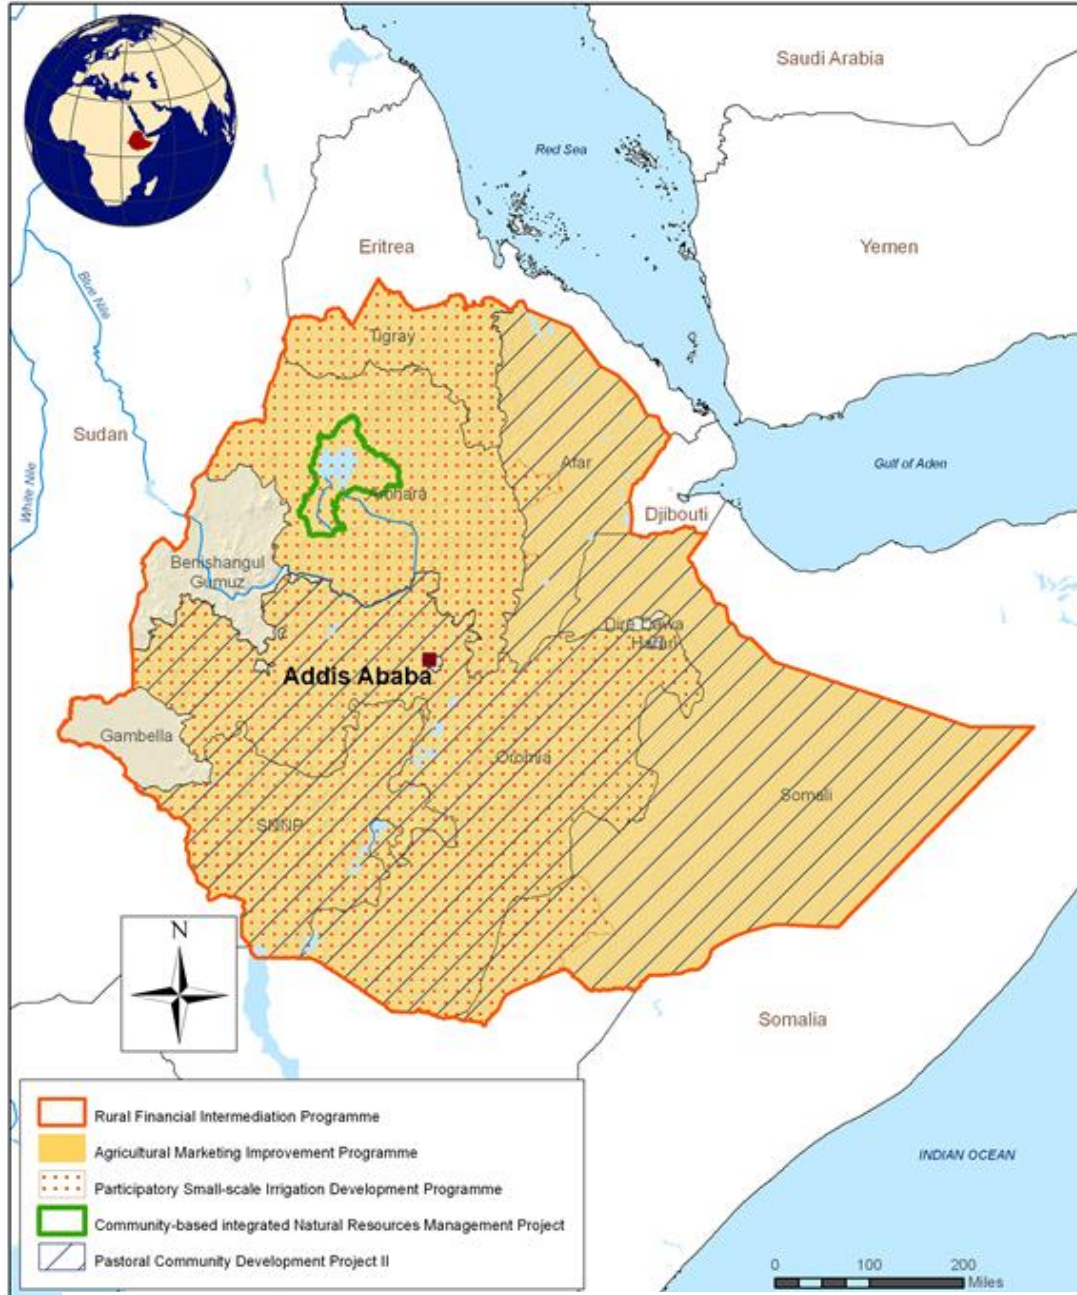 Saudi Arabia
Red Sea
Eritrea
Yemen
Blue Nile
Tigray
Sudan
White Nile
Afar
Gulf of Aden
Amhara
Djibouti
Benishangul
Gumuz
Dire Dawa
Harari
Addis Ababa
Gambella
Oromia
Somali
SNNP
N
Somalia
Rural Financial Intermediation Programme
Agricultural Marketing Improvement Programme
Participatory Small-scale Irrigation Development Programme
Community-based integrated Natural Resources Management Project
Pastoral Community Development Project II
INDIAN OCEAN
0 100 200
Miles